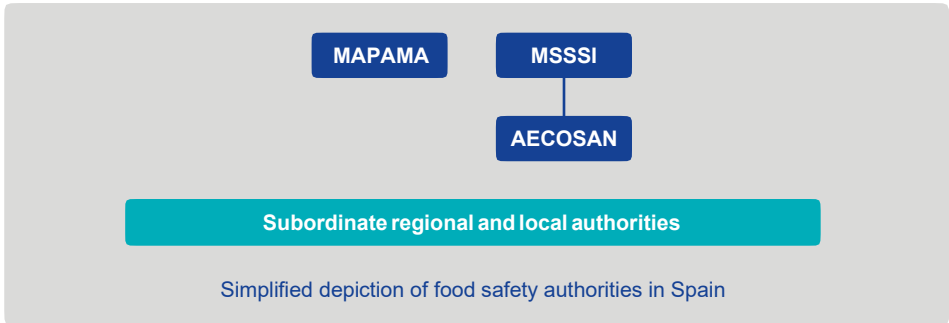 MAPAMA
MSSSI
AECOSAN
Subordinate regional and local authorities
Simplified depiction of food safety authorities in Spain